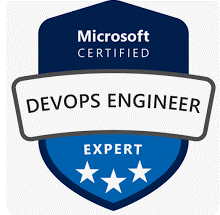 Microsoft
CERTIFIED
DEVOPS ENGINEER
EXPERT